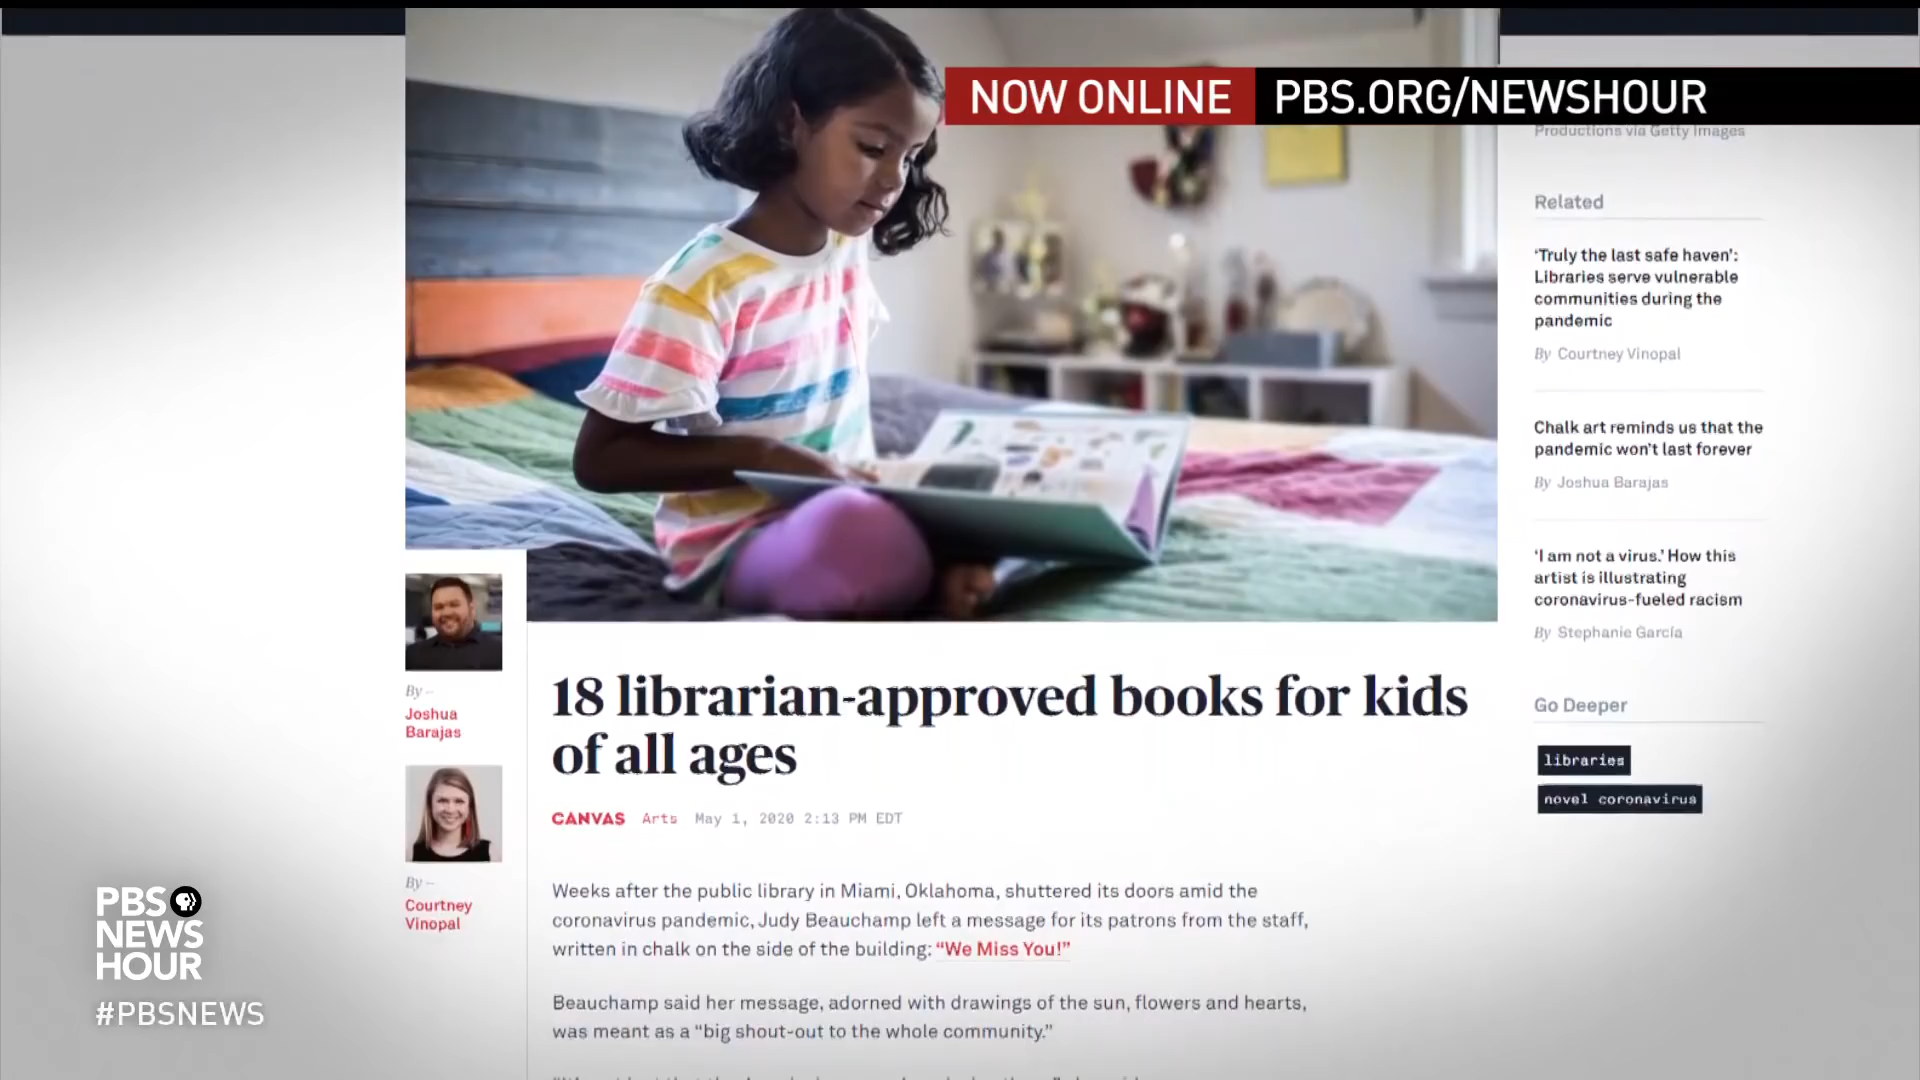 NOW ONLINE PBS.ORG/NEWSHOUR
Productions via Getty Images
Related
‘Truly the last safe haven’:
Libraries serve vulnerable
communities during the
pandemic
By Courtney Vinopal
Chalk art reminds us that the
pandemic won’t last forever
By Joshua Barajas
‘I am not a virus.’ How this
artist is illustrating
coronavirus-fueled racism
By Stephanie García
Go Deeper
libraries
novel coronavirus
By –
Joshua
Barajas
By –
Courtney
Vinopal
18 librarian-approved books for kids
of all ages
CANVAS Arts May 1, 2020 2:13 PM EDT
Weeks after the public library in Miami, Oklahoma, shuttered its doors amid the
coronavirus pandemic, Judy Beauchamp left a message for its patrons from the staff,
written in chalk on the side of the building: “We Miss You!”
Beauchamp said her message, adorned with drawings of the sun, flowers and hearts,
was meant as a “big shout-out to the whole community.”
PBS
NEWS
HOUR
#PBSNEWS